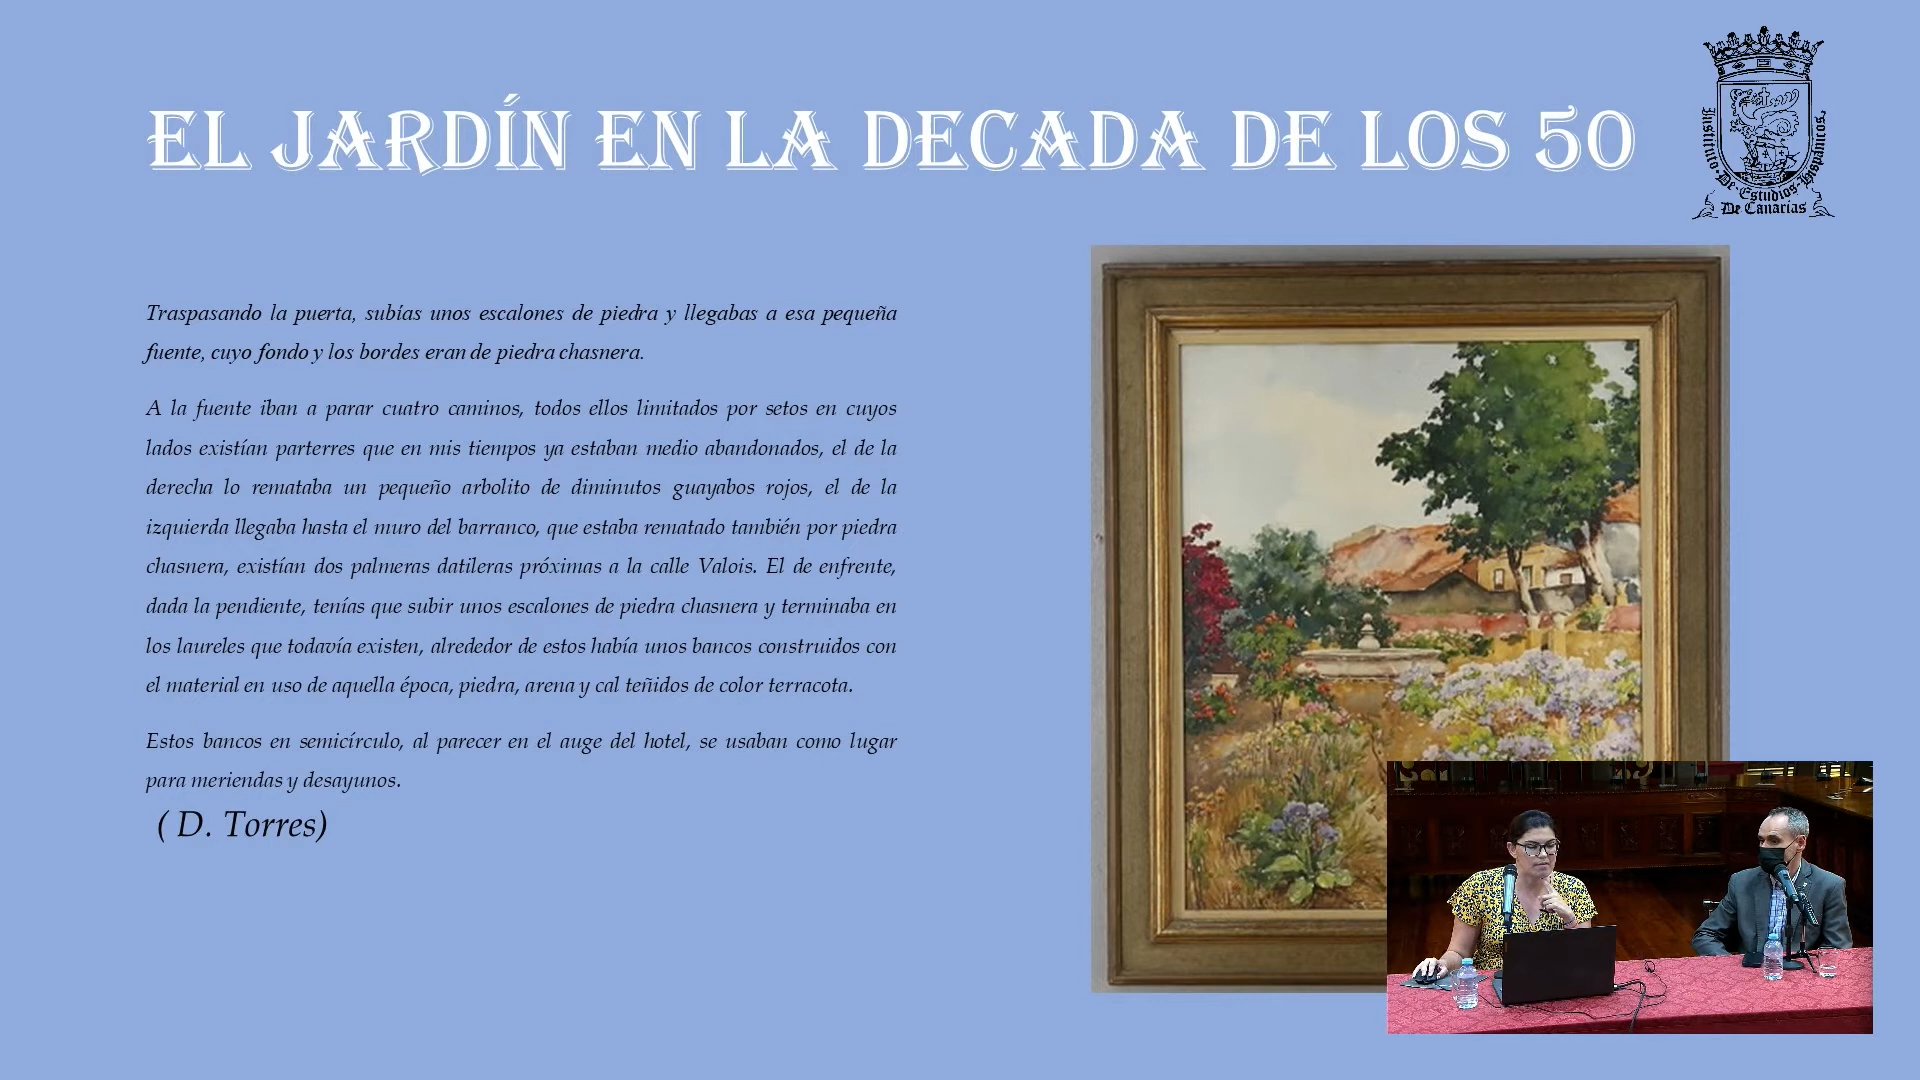 EL JARDÍN EN LA DECADA DE LOS 50
Instituto · De · Estudios · Hispánicos
De Canarias
Traspasando la puerta, subías unos escalones de piedra y llegabas a esa pequeña
fuente, cuyo fondo y los bordes eran de piedra chasnera.
A la fuente iban a parar cuatro caminos, todos ellos limitados por setos en cuyos
lados existían parterres que en mis tiempos ya estaban medio abandonados, el de la
derecha lo remataba un pequeño arbolito de diminutos guayabos rojos, el de la
izquierda llegaba hasta el muro del barranco, que estaba rematado también por piedra
chasnera, existían dos palmeras datileras próximas a la calle Valois. El de enfrente,
dada la pendiente, tenías que subir unos escalones de piedra chasnera y terminaba en
los laureles que todavía existen, alrededor de estos había unos bancos construidos con
el material en uso de aquella época, piedra, arena y cal teñidos de color terracota.
Estos bancos en semicírculo, al parecer en el auge del hotel, se usaban como lugar
para meriendas y desayunos.
( D. Torres)